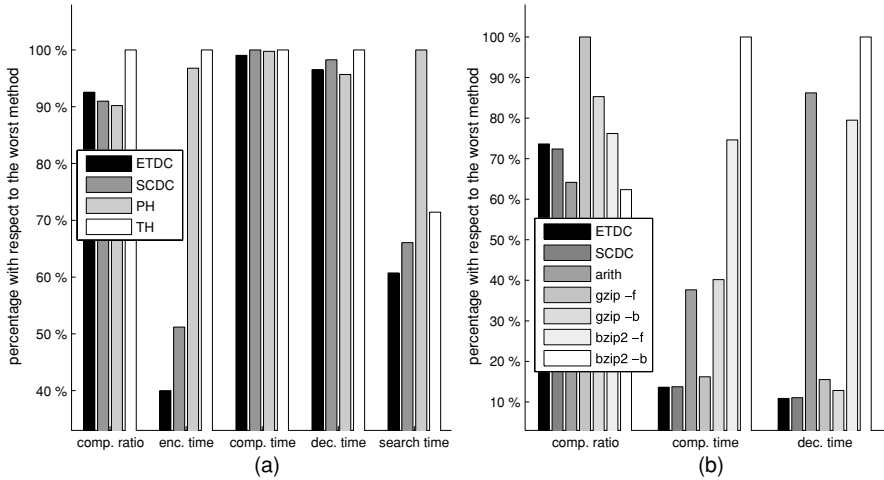 percentage with respect to the worst method
100 %
90 %
80 %
70 %
60 %
50 %
40 %
ETDC
SCDC
PH
TH
comp. ratio
enc. time
comp. time
dec. time
search time
(a)
percentage with respect to the worst method
100 %
90 %
80 %
70 %
60 %
50 %
40 %
30 %
20 %
10 %
ETDC
SCDC
arith
gzip −f
gzip −b
bzip2 −f
bzip2 −b
comp. ratio
comp. time
dec. time
(b)